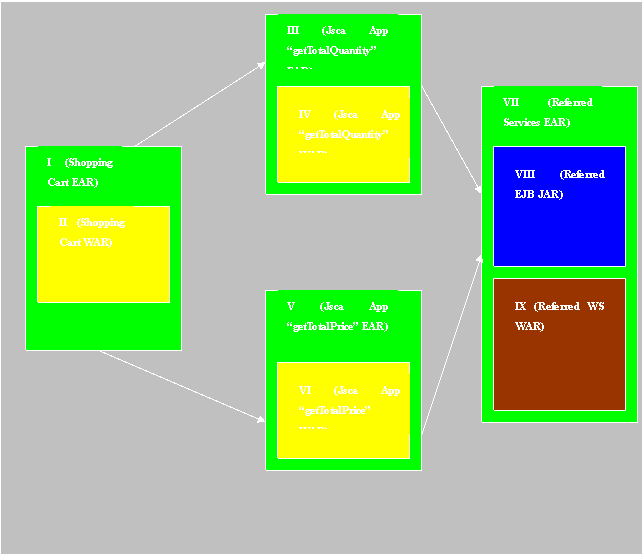 I (Shopping
Cart EAR)
II (Shopping
Cart WAR)
III (Jsca App
“getTotalQuantity”
IV (Jsca App
“getTotalQuantity”
V (Jsca App
“getTotalPrice” EAR)
VI (Jsca App
“getTotalPrice”
VII (Referred
Services EAR)
VIII (Referred
EJB JAR)
IX (Referred WS
WAR)